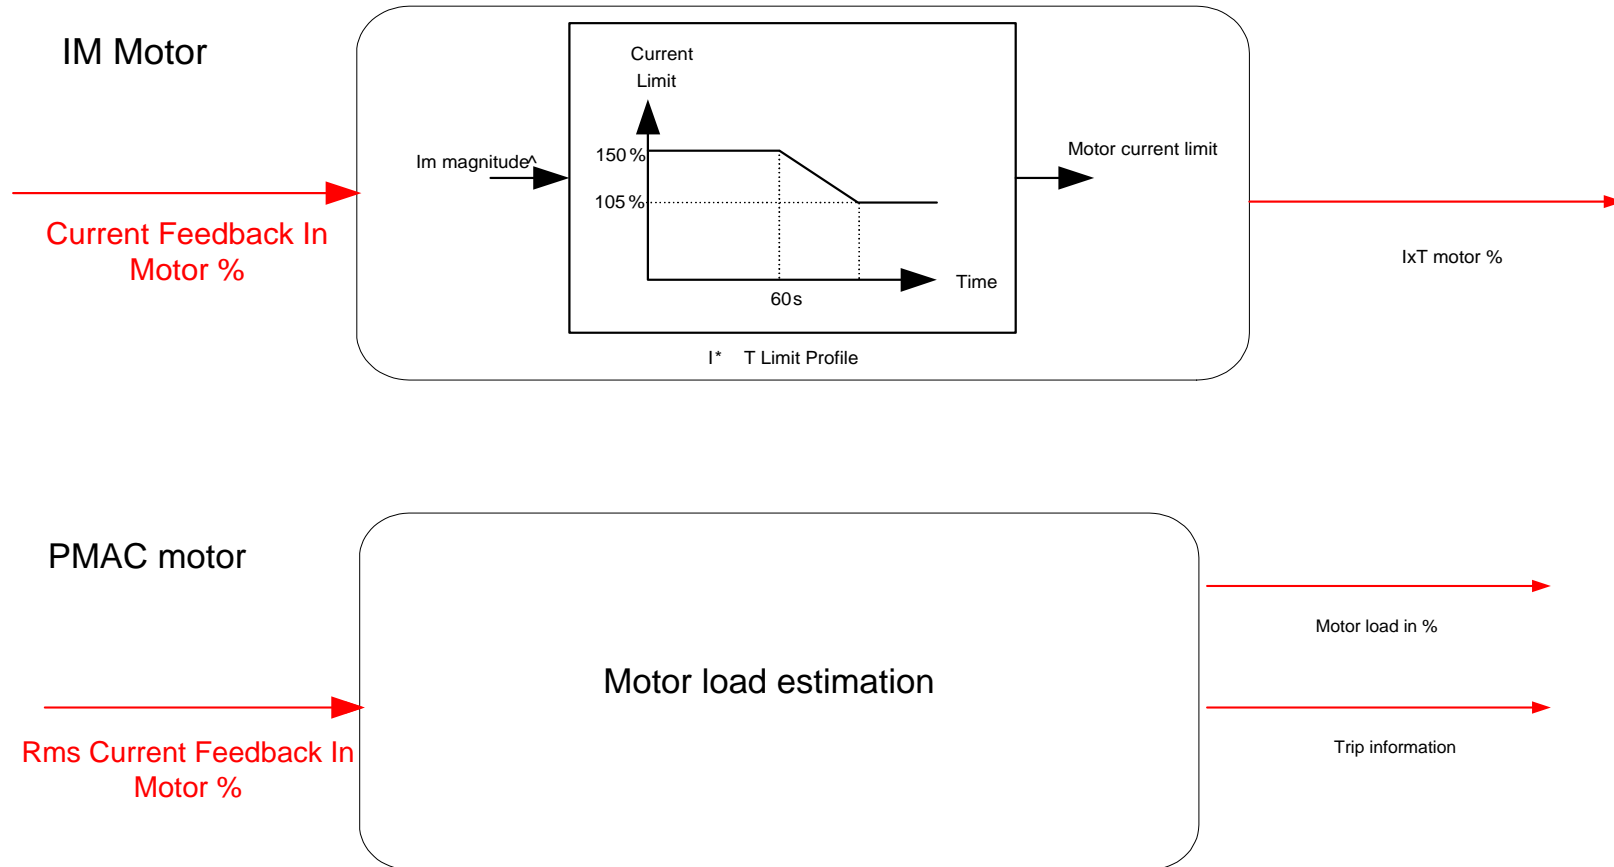 IM Motor
Current
Limit
Im magnitude^
150 %
105 %
60 s
Time
Motor current limit
I* T Limit Profile
Current Feedback In
Motor %
IxT motor %
PMAC motor
Motor load estimation
Rms Current Feedback In
Motor %
Motor load in %
Trip information